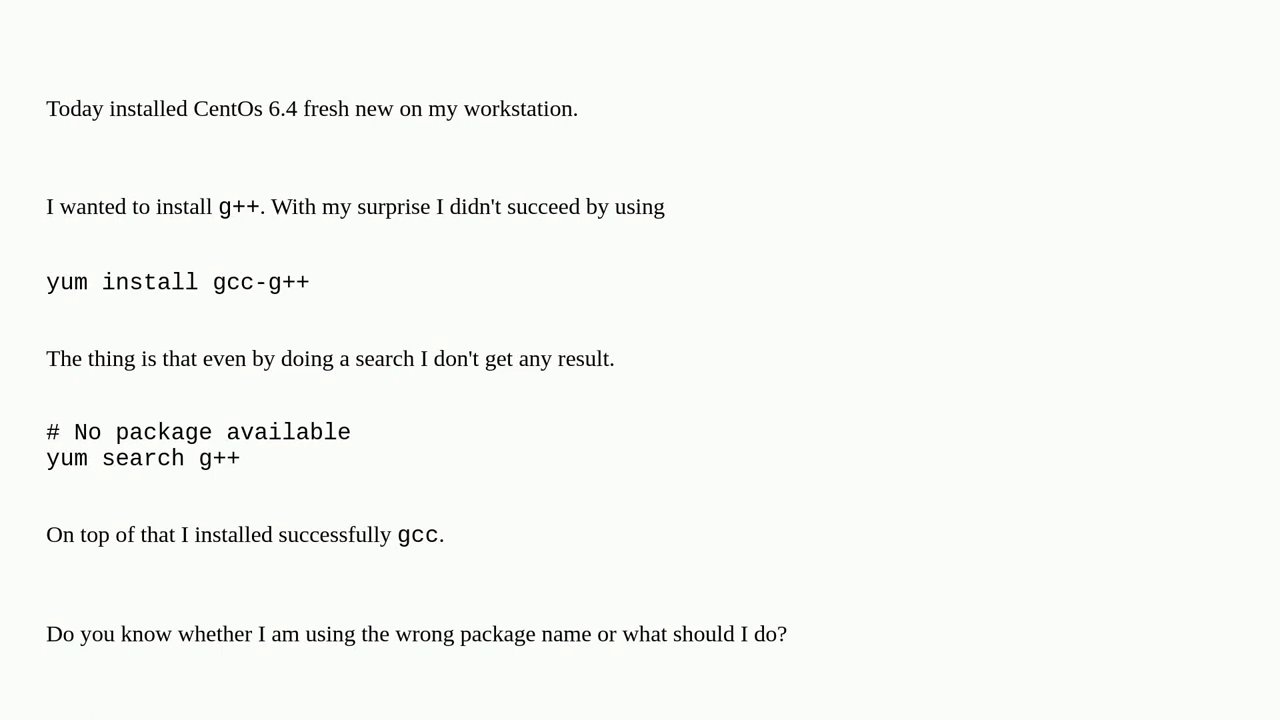 Today installed CentOs 6.4 fresh new on my workstation.
I wanted to install g++. With my surprise I didn't succeed by using
yum install gcc-g++
The thing is that even by doing a search I don't get any result.
# No package available
yum search g++
On top of that I installed successfully gcc.
Do you know whether I am using the wrong package name or what should I do?